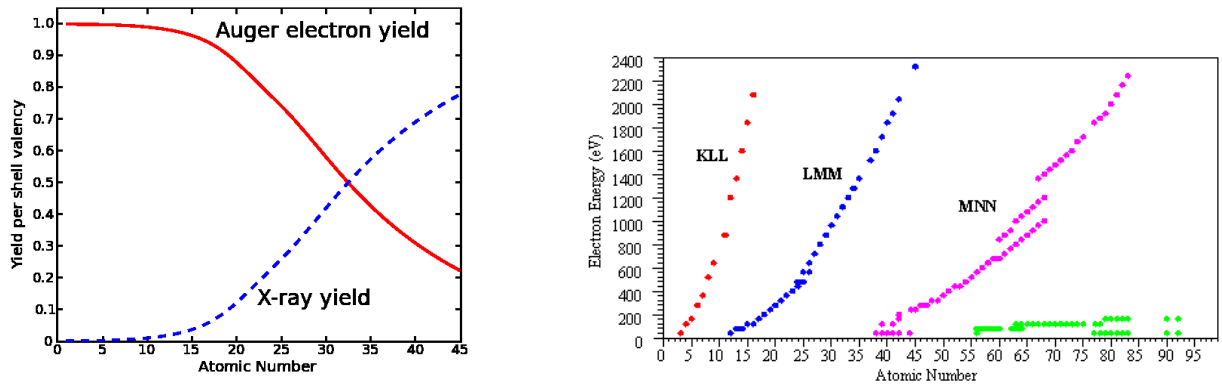 1.0
0.9
0.8
0.7
0.6
0.5
0.4
0.3
0.2
0.1
0
Yield per shell valency
Auger electron yield
X-ray yield
0 5 10 15 20 25 30 35 40 45
Atomic Number
2400
2200
2000
1800
1600
1400
1200
1000
800
600
400
200
0
Electron Energy (eV)
KLL
LMM
MNN
0 5 10 15 20 25 30 35 40 45 50 55 60 65 70 75 80 85 90 95
Atomic Number